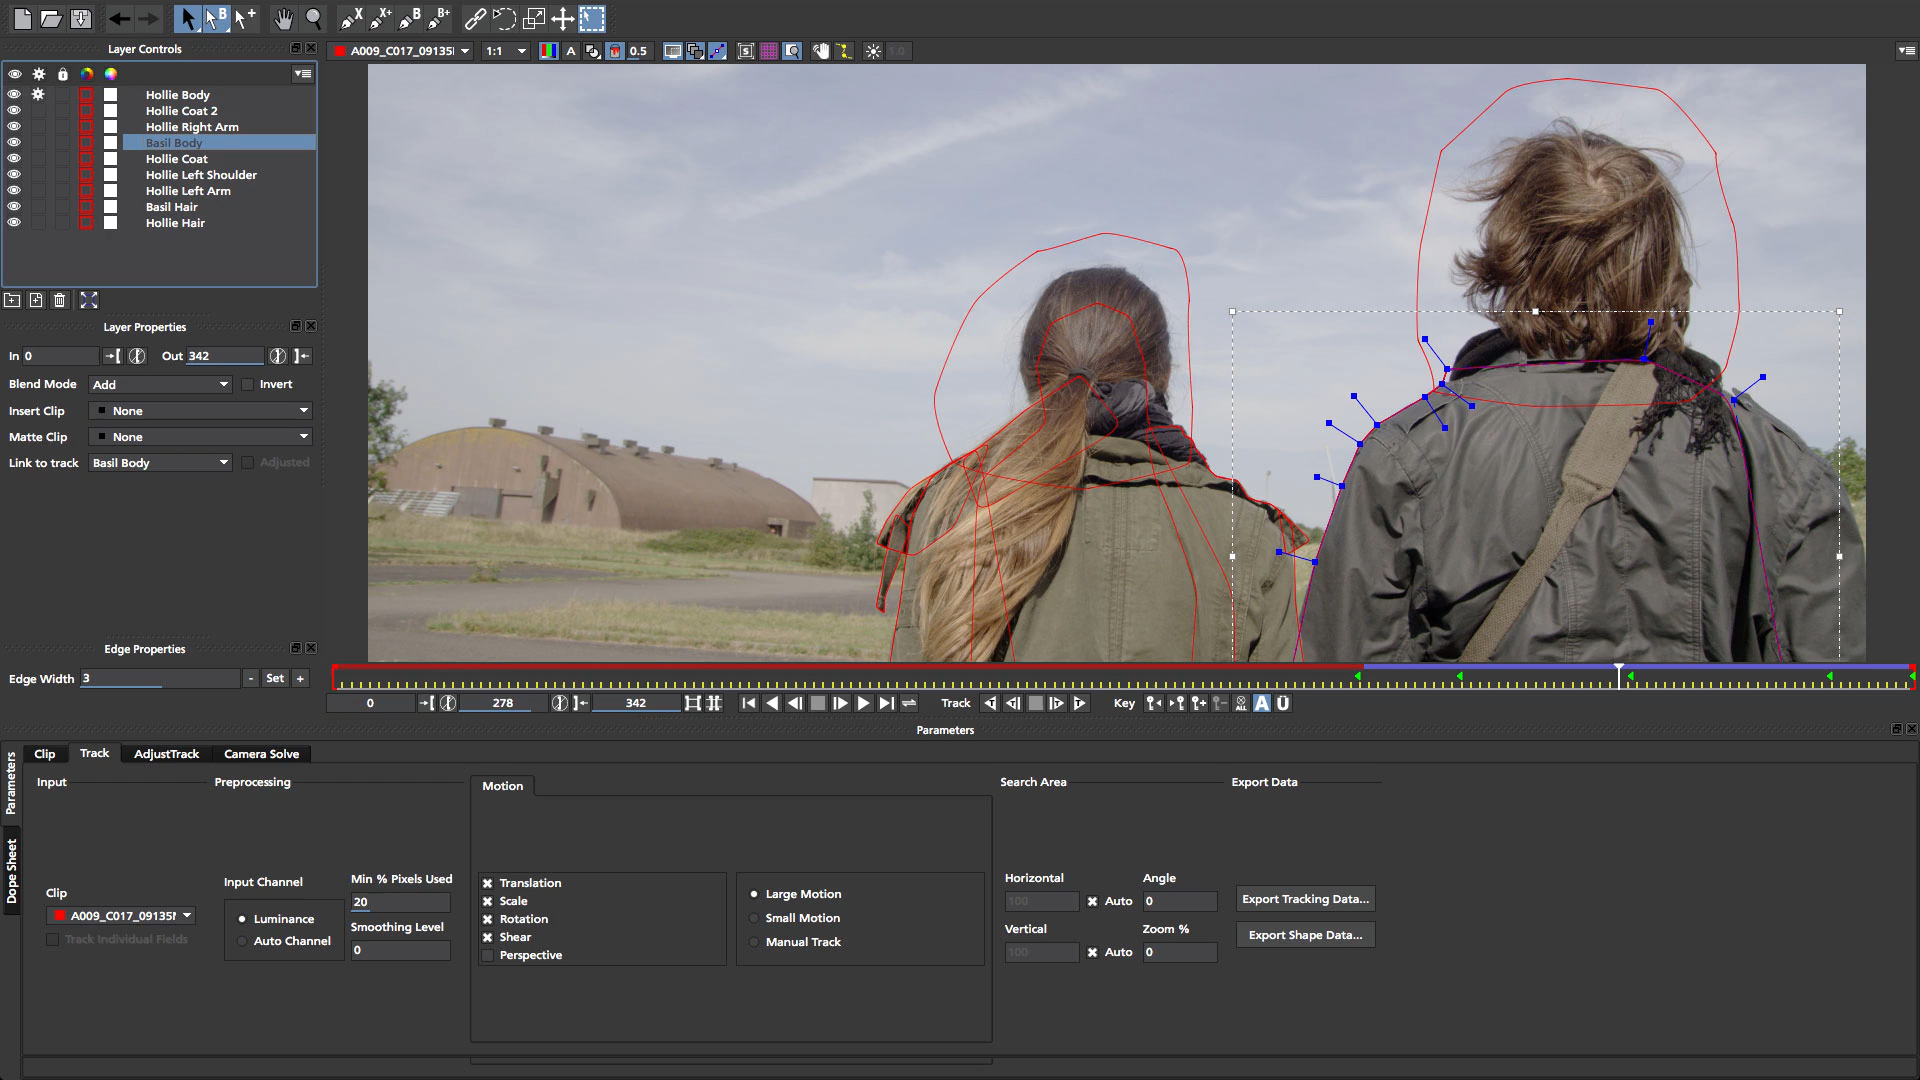 Layer Controls
A009_C017_09135I
1:1
A
0.5
1.0
Hollie Body
Hollie Coat 2
Hollie Right Arm
Basil Body
Hollie Coat
Hollie Left Shoulder
Hollie Left Arm
Basil Hair
Hollie Hair
Layer Properties
In 0
Out 342
Blend Mode Add Invert
Insert Clip None
Matte Clip None
Link to track Basil Body Adjusted
Edge Properties
Edge Width 3 - Set +
0 278 342 Track Key ALL A Ü
Parameters
Parameters
Dope Sheet
Clip Track AdjustTrack Camera Solve
Input
Preprocessing
Motion
Search Area
Export Data
Clip
A009_C017_09135I
Track Individual Fields
Input Channel
Luminance
Auto Channel
Min % Pixels Used
20
Smoothing Level
0
Translation
Scale
Rotation
Shear
Perspective
Large Motion
Small Motion
Manual Track
Horizontal
100 Auto
Vertical
100 Auto
Angle
0
Zoom %
0
Export Tracking Data...
Export Shape Data...